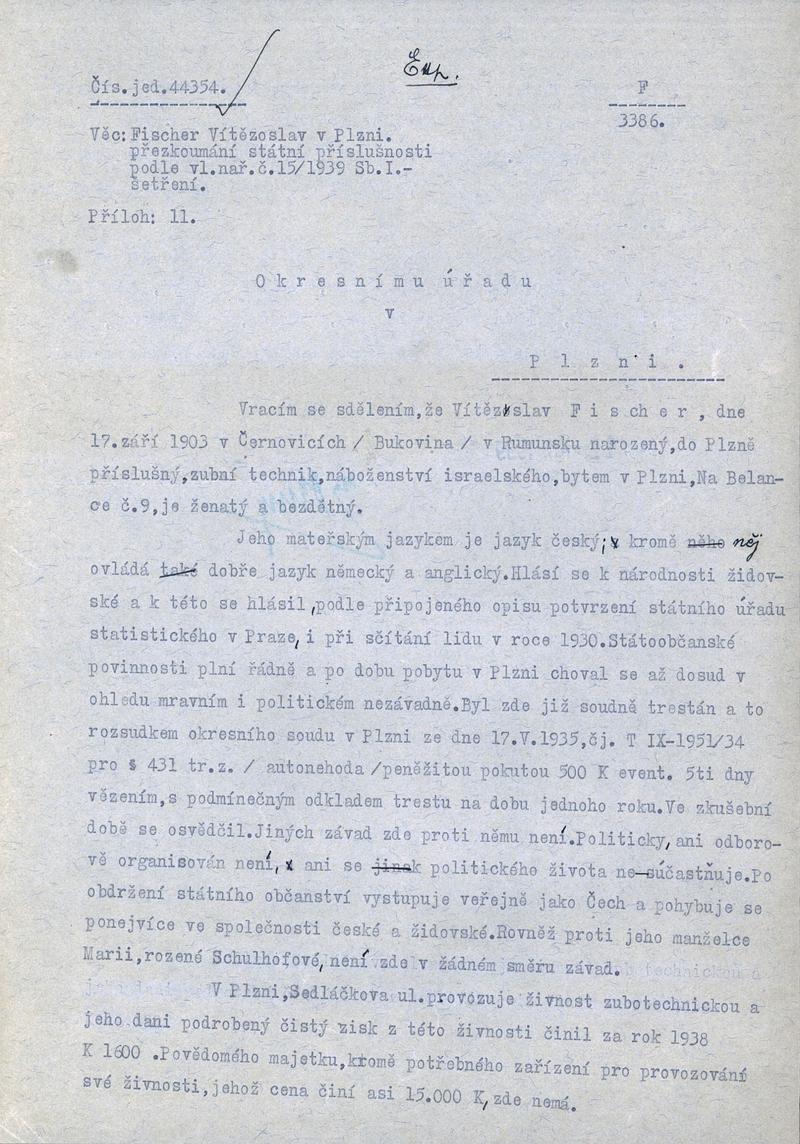 Exp.
Čís.jed.44354.
F
3386.
Věc: Fischer Vítězoslav v Plzni.
přezkoumání státní příslušnosti
podle vl.nař.č.15/1939 Sb.I.-
šetření.
Příloh: 11.
Okresnímu úřadu
v
Plzni.
Vracím se sdělením,že Vítězslav Fischer, dne
17.září 1903 v Černovicích / Bukovina / v Rumunsku narozený,do Plzně
příslušný,zubní technik,náboženství israelského,bytem v Plzni,Na Belan-
ce č.9,je ženatý a bezdětný.
Jeho mateřským jazykem je jazyk český; kromě něho něj
ovládá také dobře jazyk německý a anglický.Hlásí se k národnosti židov-
ské a k této se hlásil,podle připojeného opisu potvrzení státního úřadu
statistického v Praze,i při sčítání lidu v roce 1930.Státoobčanské
povinnosti plní řádně a po dobu pobytu v Plzni choval se až dosud v
ohledu mravním i politickém nezávadně.Byl zde již soudně trestán a to
rozsudkem okresního soudu v Plzni ze dne 17.V.1935,čj. T IX-1951/34
pro § 431 tr.z. / autonehoda /peněžitou pokutou 500 K event. 5ti dny
vězením,s podmínečným odkladem trestu na dobu jednoho roku.Ve zkušební
době se osvědčil.Jiných závad zde proti němu není.Politicky,ani odboro-
vě organisován není, ani se jinak politického života ne súčastňuje.Po
obdržení státního občanství vystupuje veřejně jako Čech a pohybuje se
ponejvíce ve společnosti české a židovské.Rovněž proti jeho manželce
Marii,rozené Schulhofové,není zde v žádném směru závad.
V Plzni,Sedláčkova ul.provozuje živnost zubotechnickou a
jeho dani podrobený čistý zisk z této živnosti činil za rok 1938
K 1600 .Povědomého majetku,kromě potřebného zařízení pro provozování
své živnosti,jehož cena činí asi 15.000 K,zde nemá.